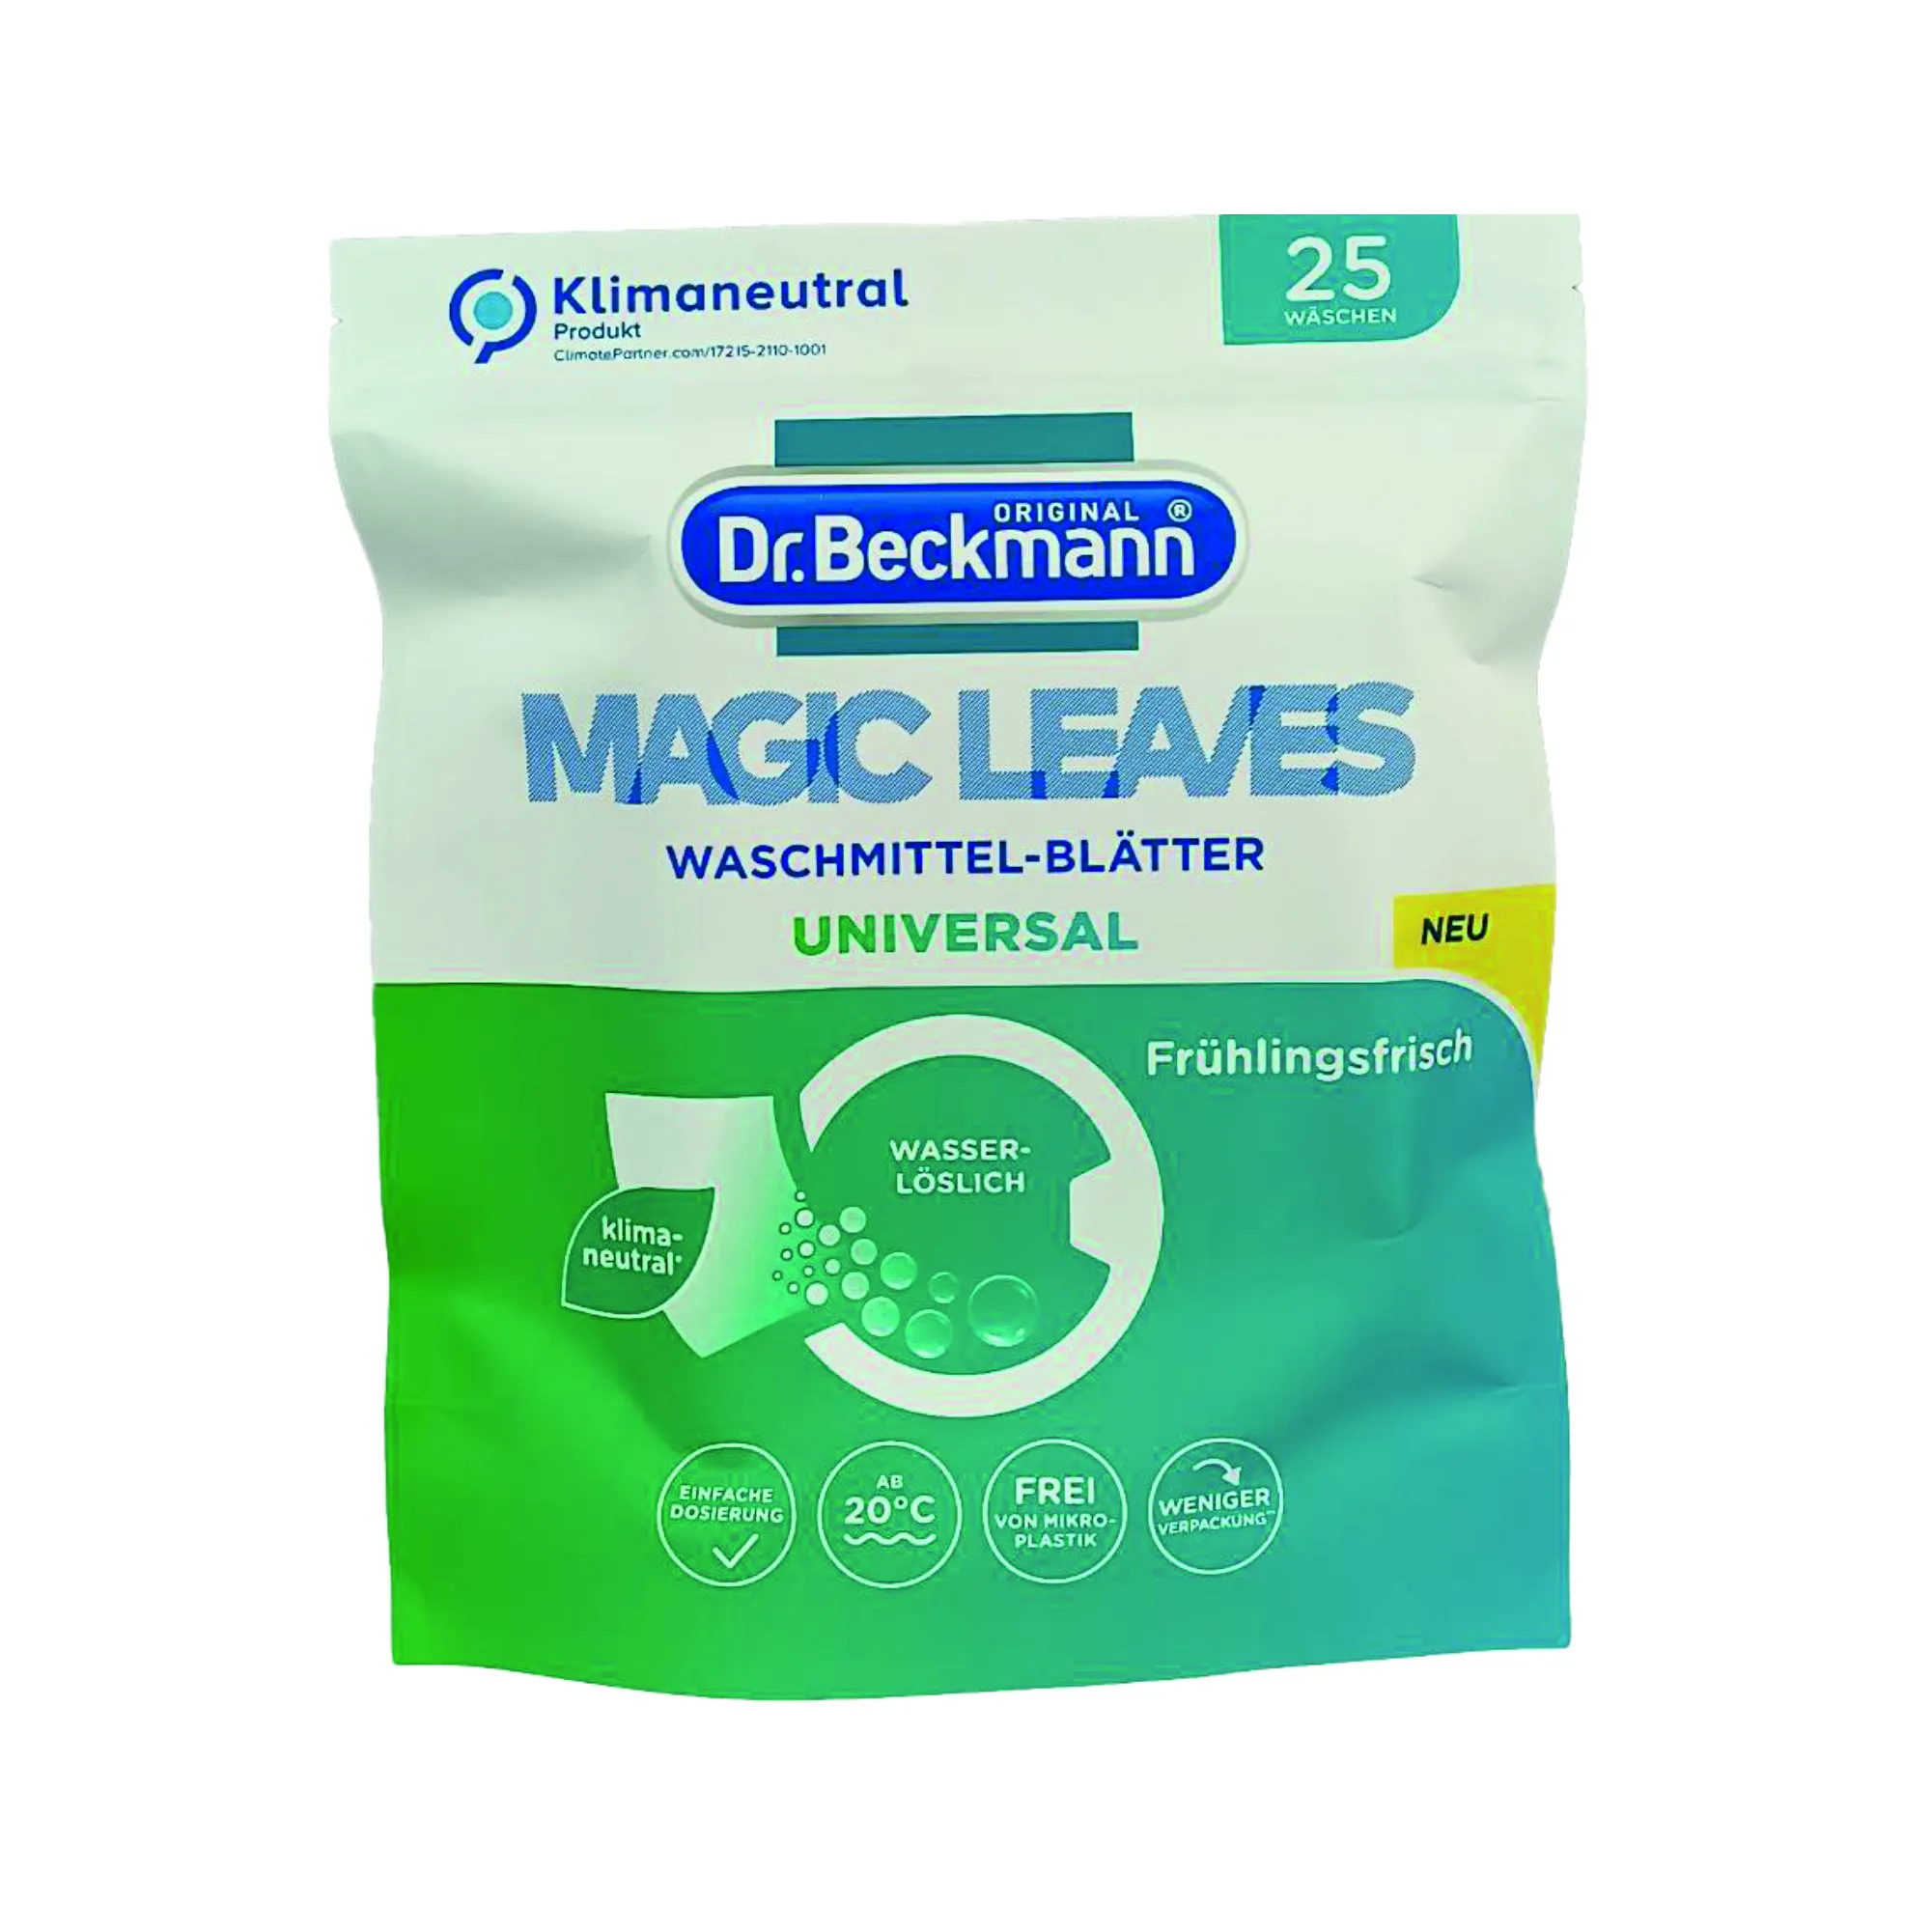 Klimaneutral
Produkt
ClimatePartner.com/17215-2110-1001
25
WÄSCHEN
ORIGINAL ®
Dr.Beckmann
MAGIC LEAVES
WASCHMITTEL-BLÄTTER
UNIVERSAL
NEU
Frühlingsfrisch
WASSER-
LÖSLICH
klima-
neutral*
EINFACHE
DOSIERUNG
AB
20°C
FREI
VON MIKRO-
PLASTIK
WENIGER
VERPACKUNG**